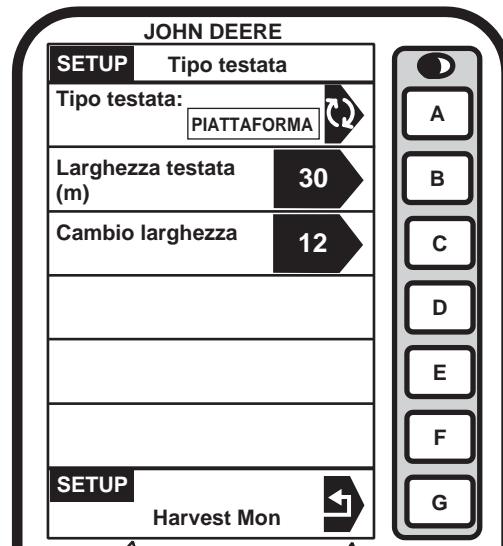 JOHN DEERE
SETUP Tipo testata
Tipo testata:
PIATTAFORMA
Larghezza testata
(m)
30
Cambio larghezza
12
SETUP
Harvest Mon
A
B
C
D
E
F
G